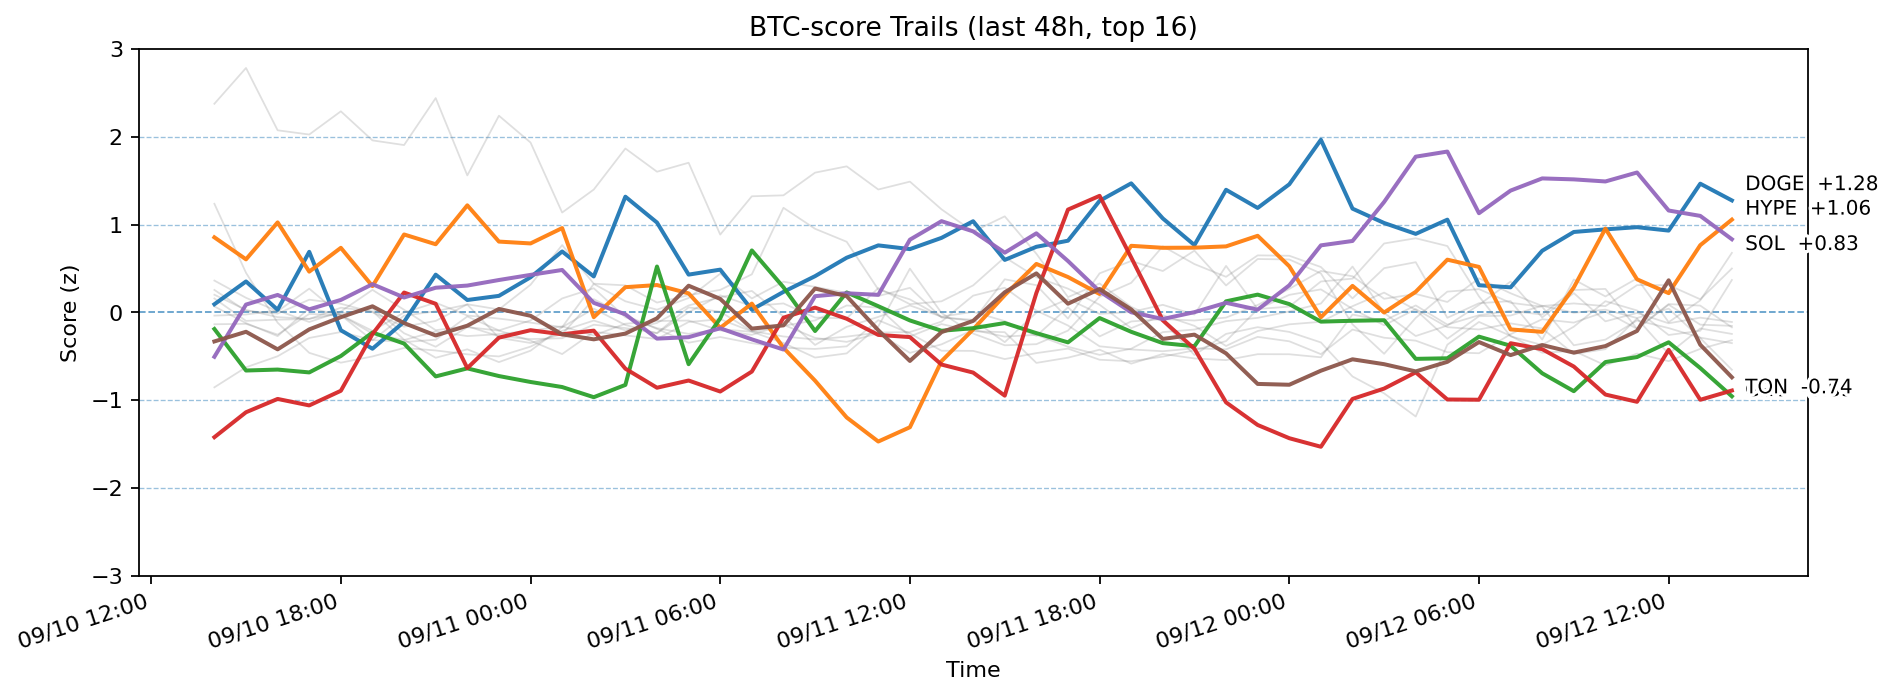 BTC-score Trails (last 48h, top 16)
3
2
1
0
−1
−2
−3
Score (z)
DOGE +1.28
HYPE +1.06
SOL +0.83
TON -0.74
09/10 12:00
09/10 18:00
09/11 00:00
09/11 06:00
09/11 12:00
09/11 18:00
09/12 00:00
09/12 06:00
09/12 12:00
Time